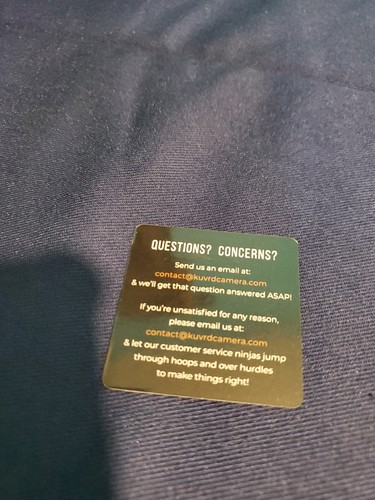 QUESTIONS? CONCERNS?
Send us an email at:
contact@kuvrdcamera.com
& we'll get that question answered ASAP!
If you're unsatisfied for any reason,
please email us at:
contact@kuvrdcamera.com
& let our customer service ninjas jump
through hoops and over hurdles
to make things right!